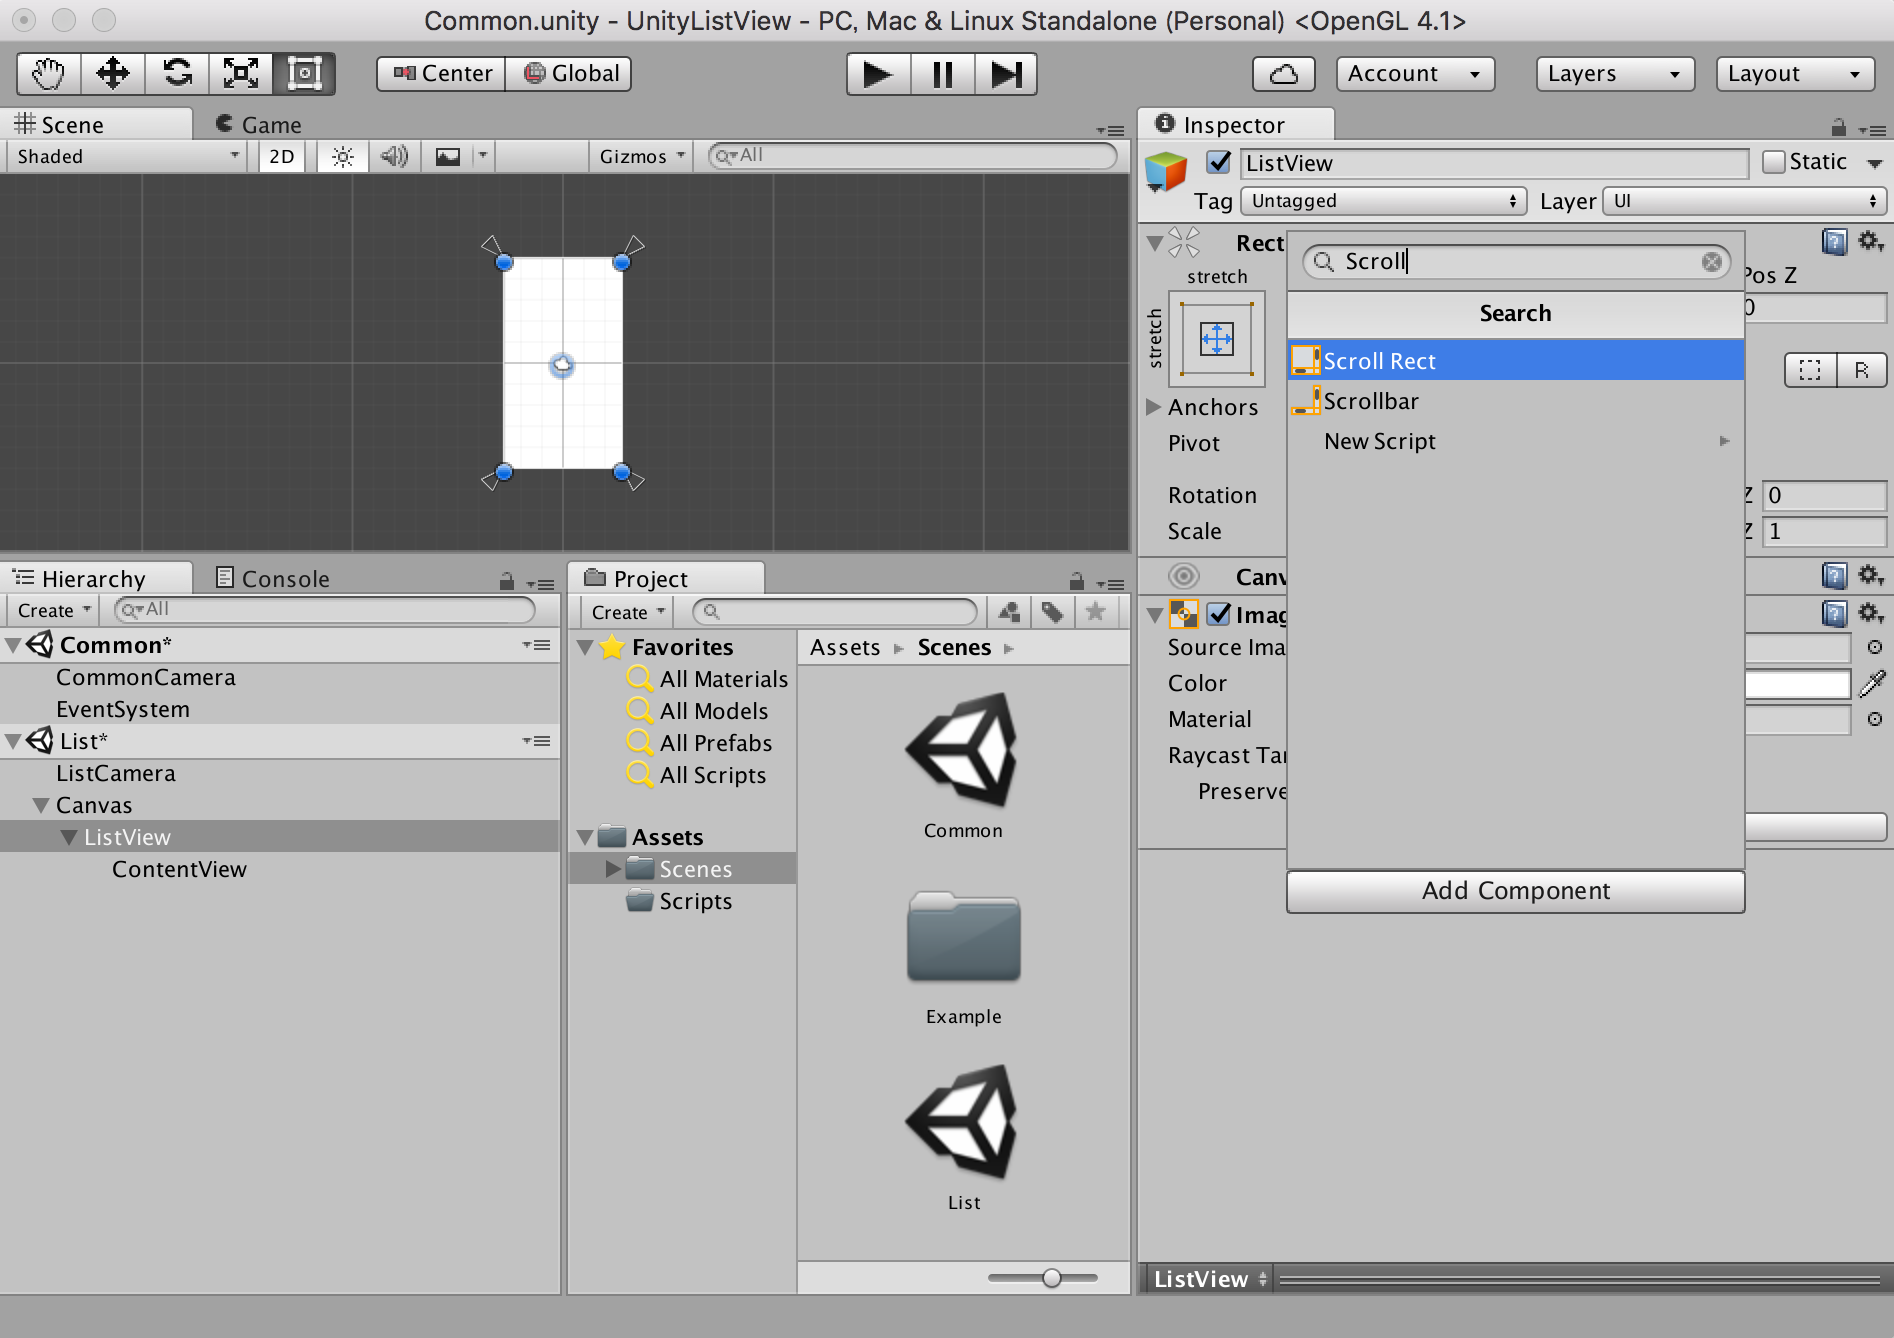 Common.unity - UnityListView - PC, Mac & Linux Standalone (Personal) <OpenGL 4.1>
Center Global Account Layers Layout
Scene Game
Shaded 2D Gizmos All
Inspector
ListView Static
Tag Untagged Layer UI
Rect
stretch
stretch
Pos Z
0
R
Anchors
Pivot
Rotation Z 0
Scale Z 1
Canv
Imag
Source Ima
Color
Material
Raycast Tar
Preserve
Scroll
Search
Scroll Rect
Scrollbar
New Script
Add Component
ListView
Hierarchy Console
Create All
Common*
CommonCamera
EventSystem
List*
ListCamera
Canvas
ListView
ContentView
Project
Create
Favorites
All Materials
All Models
All Prefabs
All Scripts
Assets
Scenes
Scripts
Assets Scenes
Common
Example
List